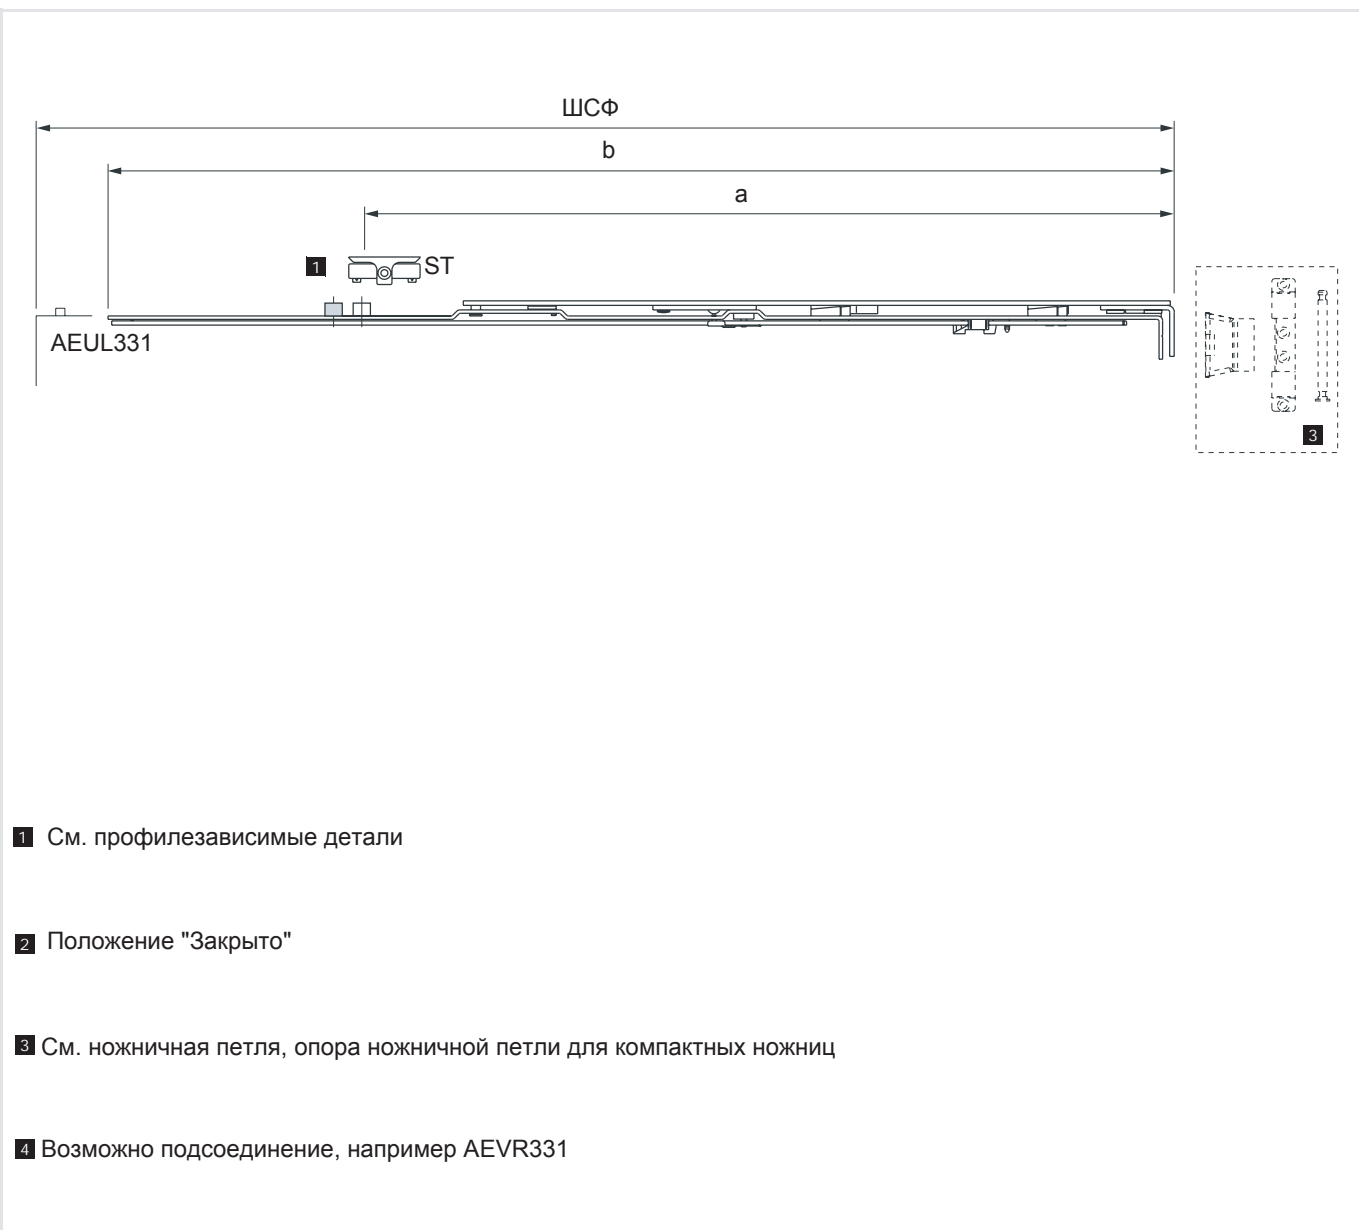 ШСФ
b
a
1 ST
AEUL331
3
1 См. профилезависимые детали
2 Положение "Закрыто"
3 См. ножничная петля, опора ножничной петли для компактных ножниц
4 Возможно подсоединение, например AEVR331